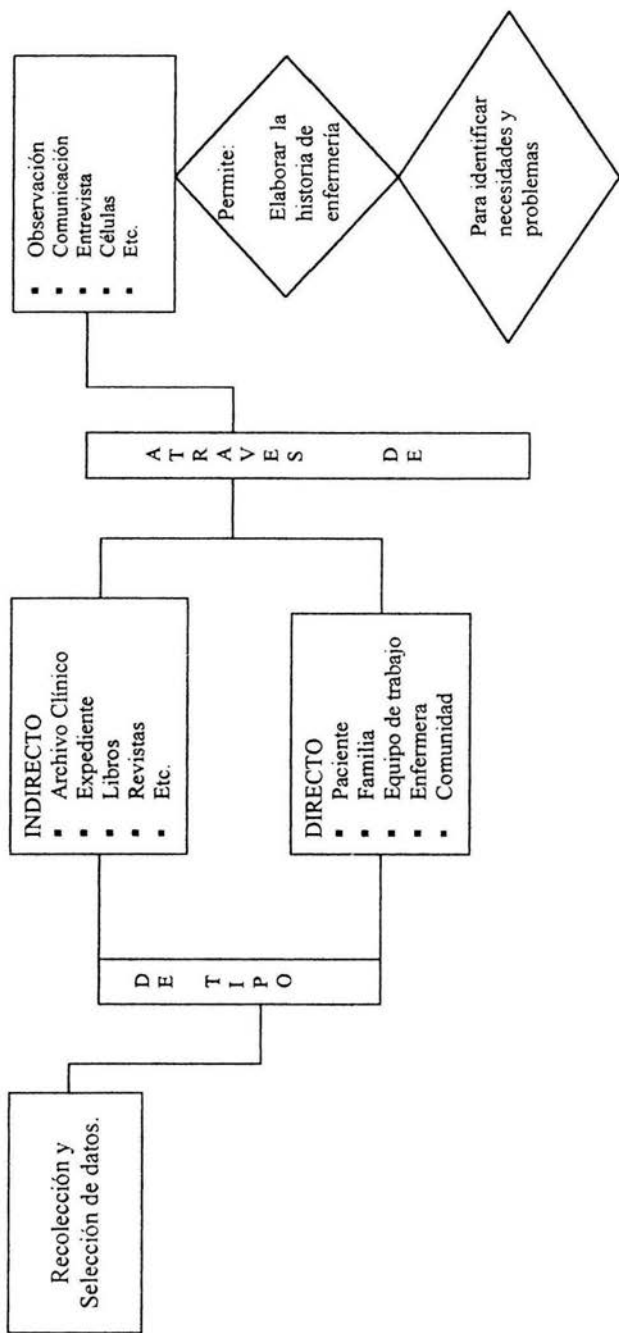 Recolección y
Selección de datos.
DE TIPO
INDIRECTO
▪ Archivo Clínico
▪ Expediente
▪ Libros
▪ Revistas
▪ Etc.
DIRECTO
▪ Paciente
▪ Familia
▪ Equipo de trabajo
▪ Enfermera
▪ Comunidad
ATRAVES DE
▪ Observación
▪ Comunicación
▪ Entrevista
▪ Células
▪ Etc.
Permite:
Elaborar la
historia de
enfermería
Para identificar
necesidades y
problemas